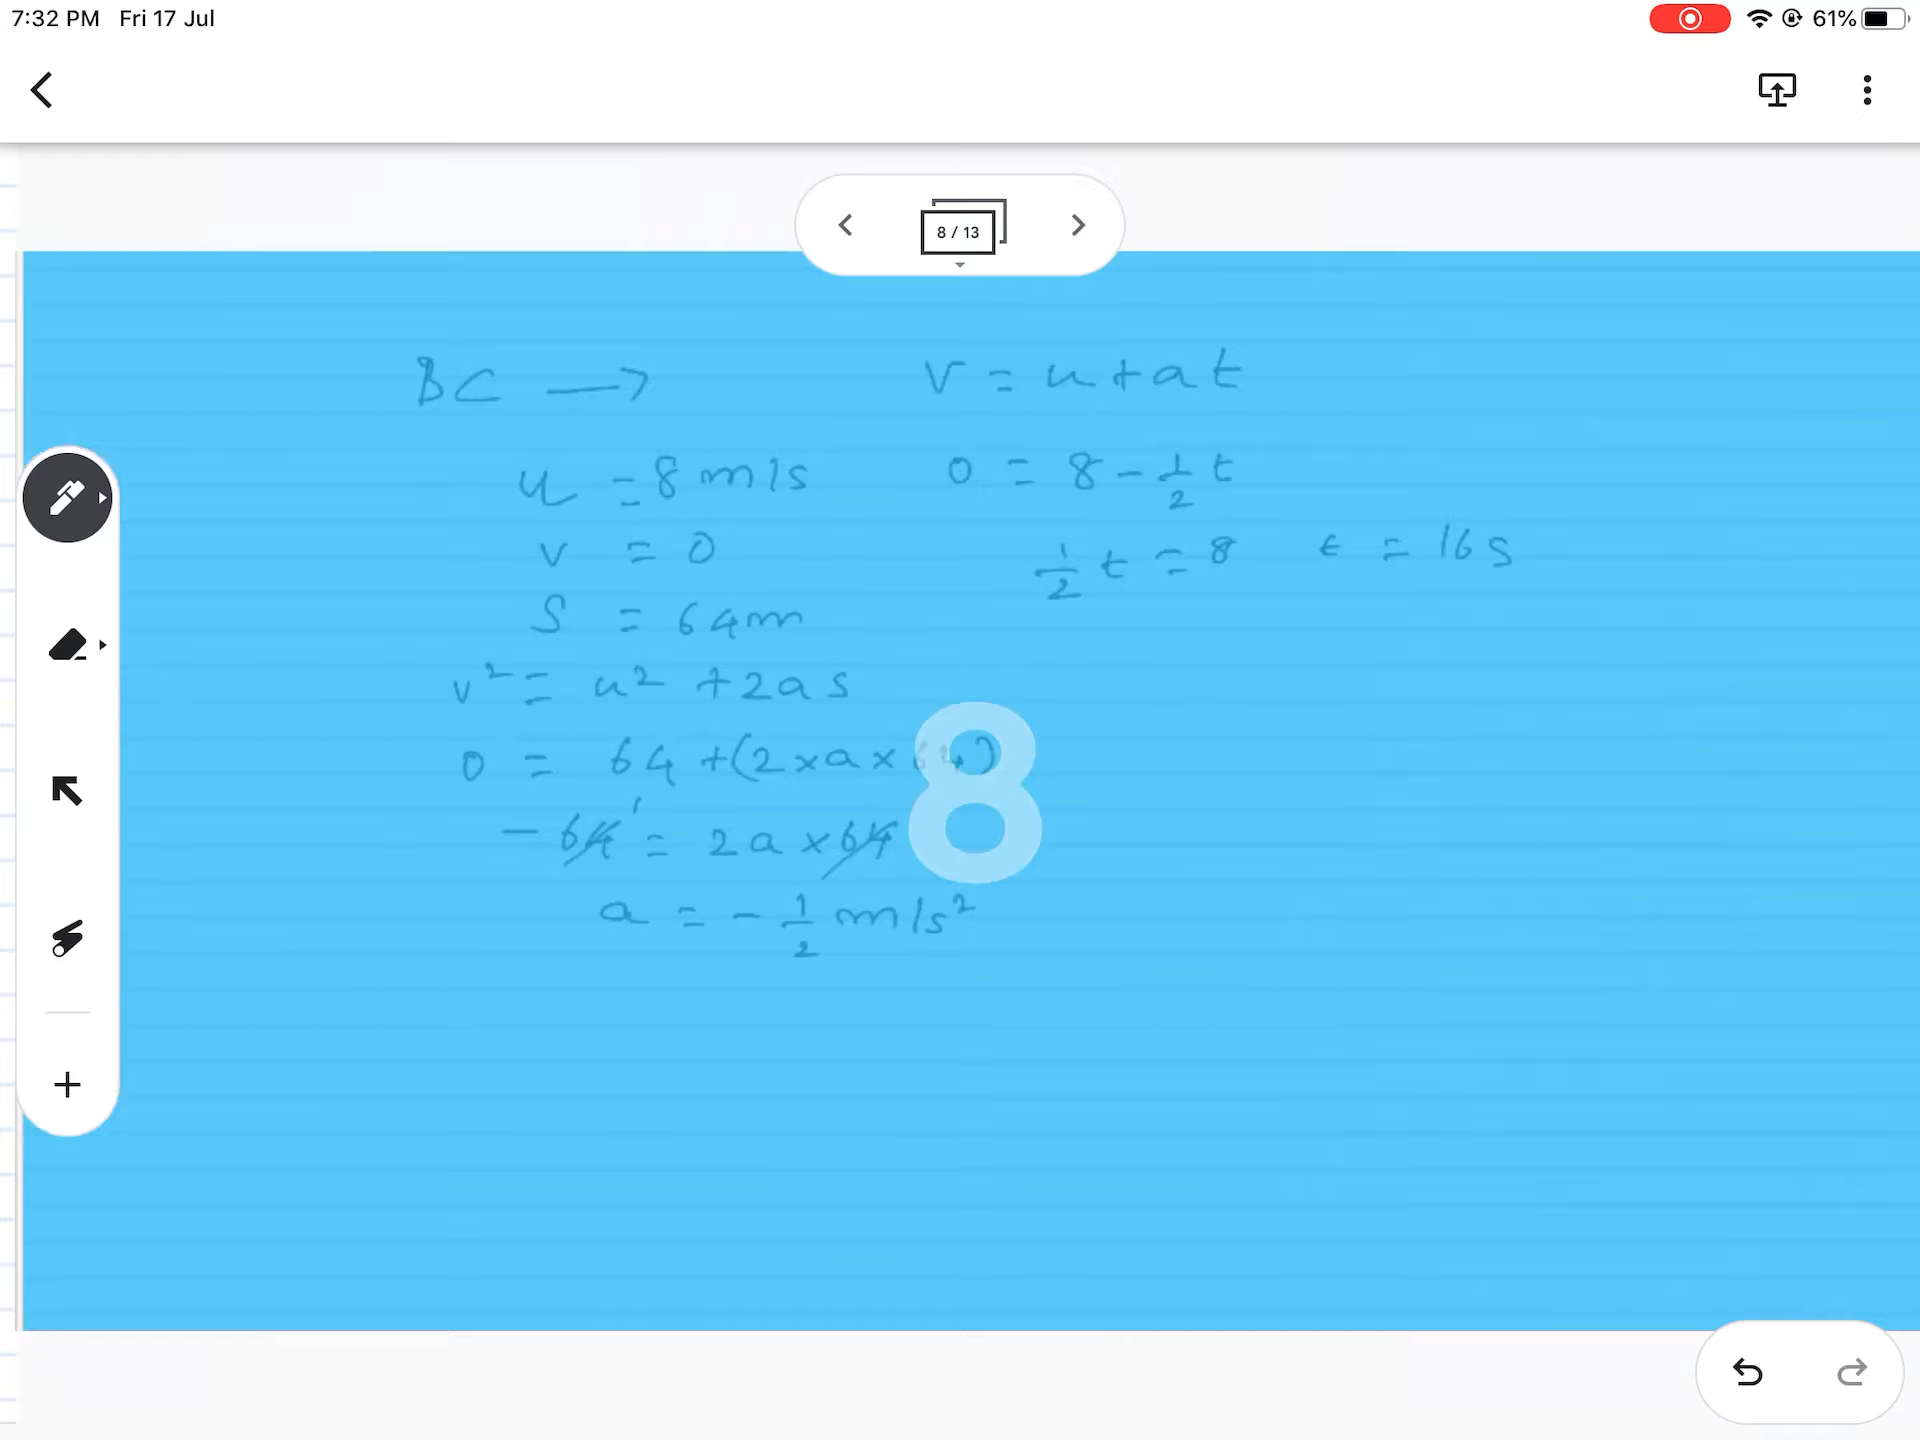 7:32 PM Fri 17 Jul
61%
8 / 13
BC →
u = 8 m/s
v = 0
S = 64m
v² = u² + 2as
0 = 64 + (2×a×64)
- 64 ' = 2a × 64
a = - 1/2 m/s²
v = u + at
0 = 8 - 1/2 t
1/2 t = 8 t = 16s
8